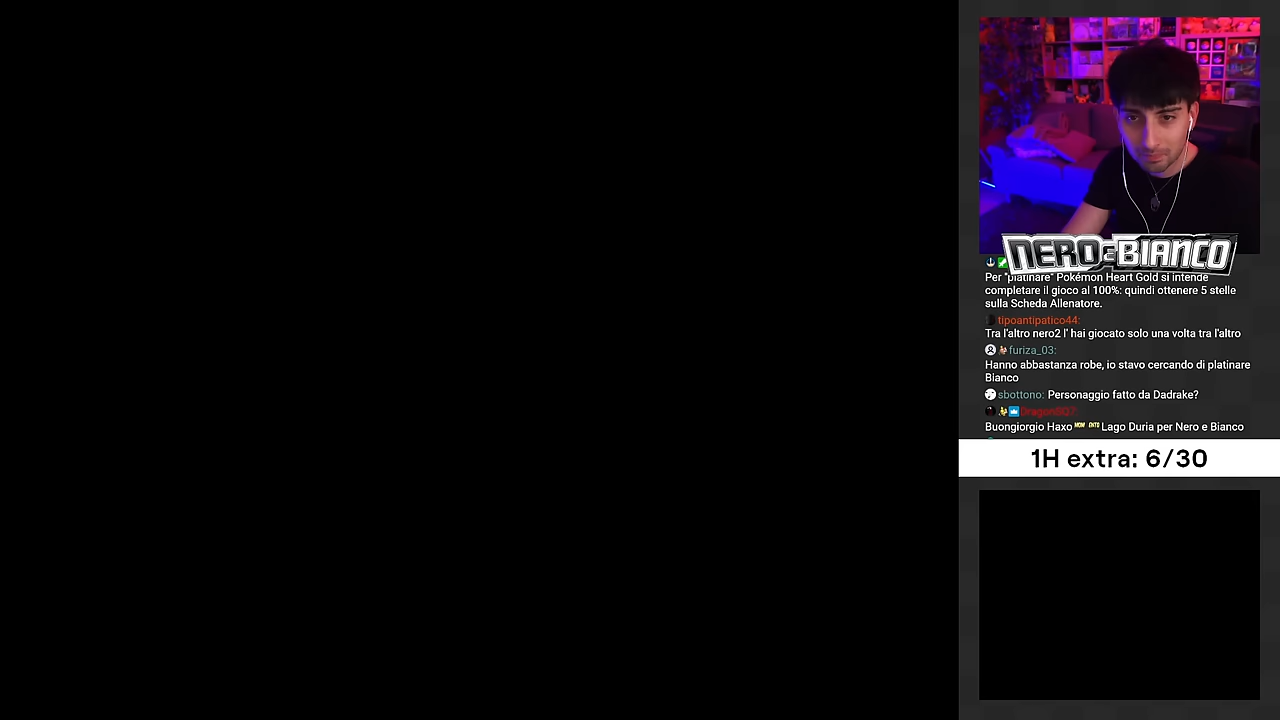 NERO E BIANCO
Per "platinare" Pokémon Heart Gold si intende
completare il gioco al 100%: quindi ottenere 5 stelle
sulla Scheda Allenatore.
tipoantipatico44:
Tra l'altro nero2 l' hai giocato solo una volta tra l'altro
furiza_03:
Hanno abbastanza robe, io stavo cercando di platinare
Bianco
sbottono: Personaggio fatto da Dadrake?
Buongiorgio Haxo Lago Duria per Nero e Bianco
1H extra: 6/30